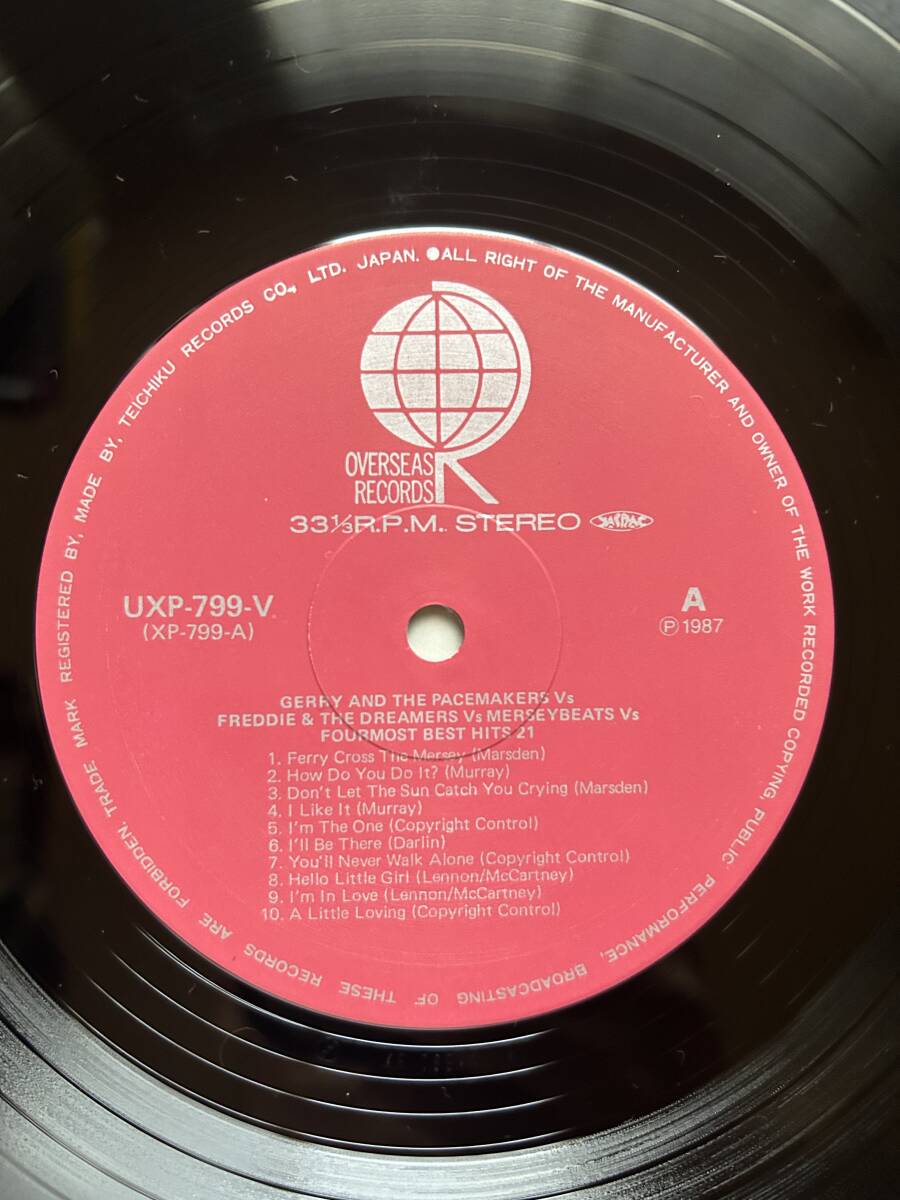 TRADE MARK REGISTERED BY, MADE BY, TEICHIKU RECORDS CO., LTD. JAPAN. ●ALL RIGHT OF THE MANUFACTURER AND OWNER OF THE WORK RECORDED COPYING, PUBLIC PERFORMANCE, BROADCASTING OF THESE RECORDS ARE FORBIDDEN.
OVERSEAS
RECORDS
R
33⅓R.P.M. STEREO JASRAC
UXP-799-V
(XP-799-A)
A
Ⓟ 1987
GERRY AND THE PACEMAKERS Vs
FREDDIE & THE DREAMERS Vs MERSEYBEATS Vs
FOURMOST BEST HITS 21
1. Ferry Cross The Mersey (Marsden)
2. How Do You Do It? (Murray)
3. Don't Let The Sun Catch You Crying (Marsden)
4. I Like It (Murray)
5. I'm The One (Copyright Control)
6. I'll Be There (Darlin)
7. You'll Never Walk Alone (Copyright Control)
8. Hello Little Girl (Lennon/McCartney)
9. I'm In Love (Lennon/McCartney)
10. A Little Loving (Copyright Control)